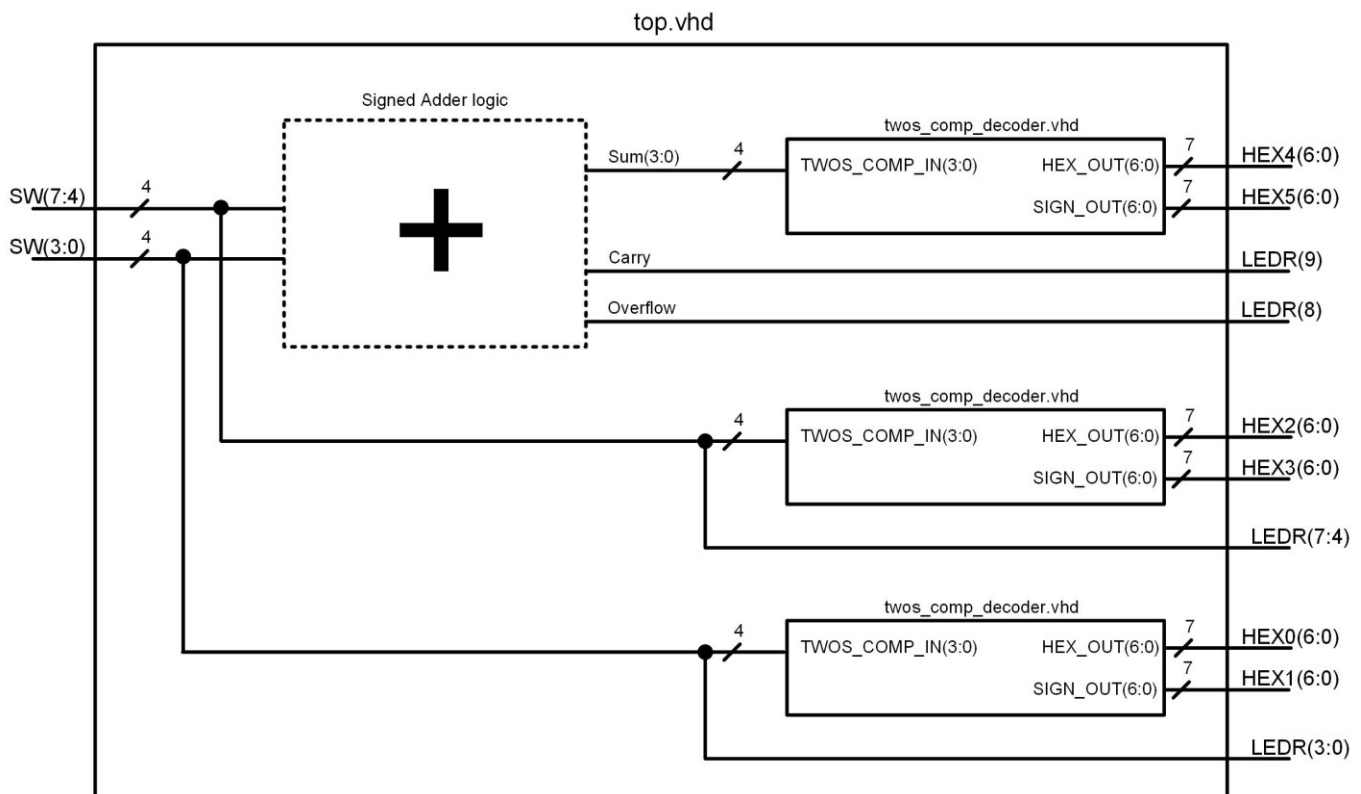 top.vhd
Signed Adder logic
twos_comp_decoder.vhd
Sum(3:0)
4
TWOS_COMP_IN(3:0)
HEX_OUT(6:0)
7
HEX4(6:0)
SW(7:4)
4
SIGN_OUT(6:0)
7
HEX5(6:0)
SW(3:0)
4
+
Carry
LEDR(9)
Overflow
LEDR(8)
twos_comp_decoder.vhd
4
TWOS_COMP_IN(3:0)
HEX_OUT(6:0)
7
HEX2(6:0)
SIGN_OUT(6:0)
7
HEX3(6:0)
LEDR(7:4)
twos_comp_decoder.vhd
4
TWOS_COMP_IN(3:0)
HEX_OUT(6:0)
7
HEX0(6:0)
SIGN_OUT(6:0)
7
HEX1(6:0)
LEDR(3:0)